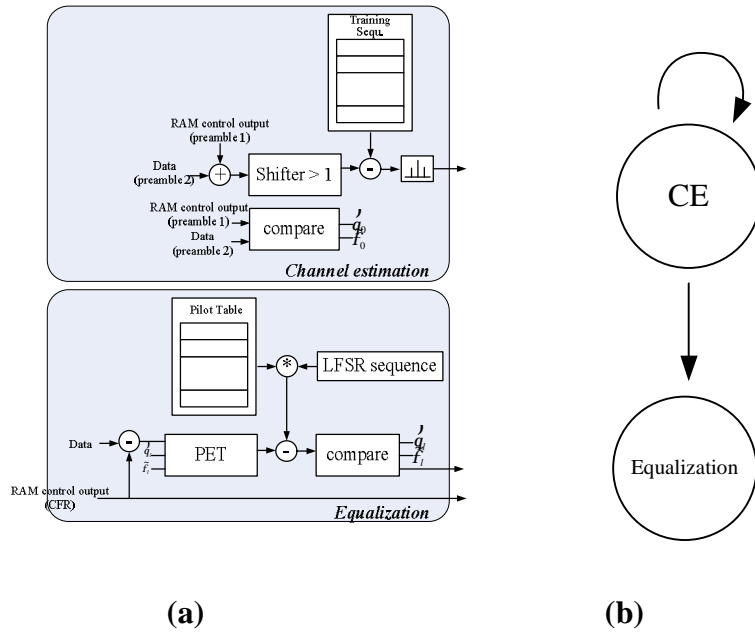 Training
Sequ.
RAM control output
(preamble 1)
Data
(preamble 2)
+
Shifter > 1
-
RAM control output
(preamble 1)
Data
(preamble 2)
compare
Channel estimation
Pilot Table
*
LFSR sequence
Data
-
PET
-
compare
RAM control output
(CFR)
Equalization
(a)
CE
Equalization
(b)